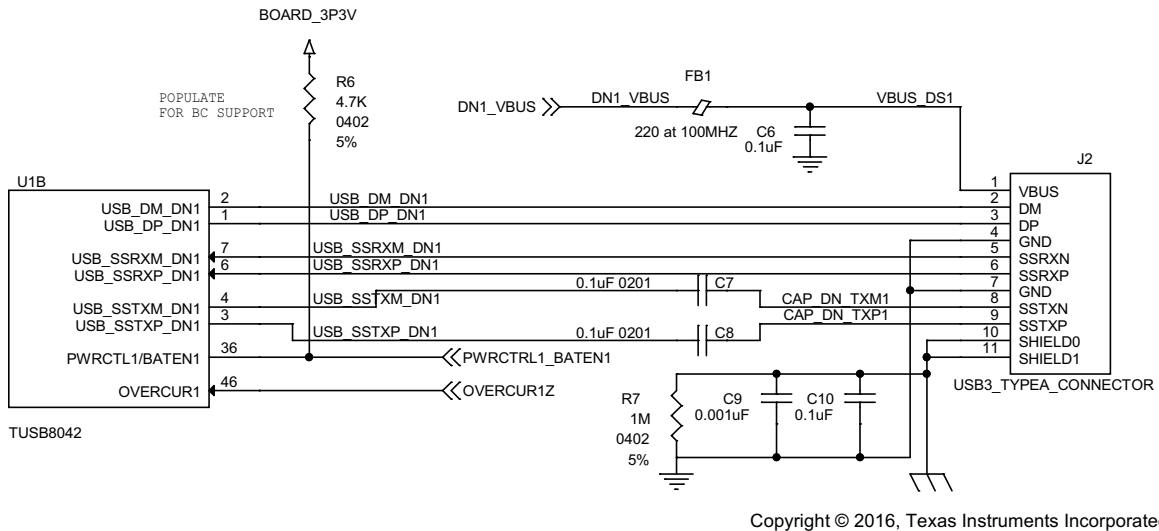 BOARD_3P3V
R6
4.7K
0402
5%
POPULATE
FOR BC SUPPORT
DN1_VBUS
DN1_VBUS
FB1
220 at 100MHZ
VBUS_DS1
C6
0.1uF
J2
U1B
USB_DM_DN1
2
USB_DM_DN1
1
VBUS
2
DM
USB_DP_DN1
1
USB_DP_DN1
3
DP
4
GND
USB_SSRXM_DN1
7
USB_SSRXM_DN1
5
SSRXN
USB_SSRXP_DN1
6
USB_SSRXP_DN1
6
SSRXP
7
GND
USB_SSTXM_DN1
4
USB_SSTXM_DN1
0.1uF 0201
C7
CAP_DN_TXM1
8
SSTXN
USB_SSTXP_DN1
3
USB_SSTXP_DN1
0.1uF 0201
C8
CAP_DN_TXP1
9
SSTXP
10
SHIELD0
11
SHIELD1
PWRCTL1/BATEN1
36
PWRCTRL1_BATEN1
OVERCUR1
46
OVERCUR1Z
USB3_TYPEA_CONNECTOR
TUSB8042
R7
1M
0402
5%
C9
0.001uF
C10
0.1uF
Copyright © 2016, Texas Instruments Incorporate